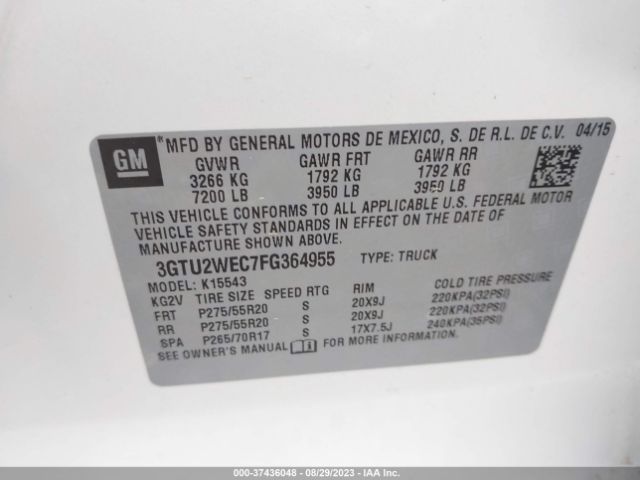 GM
MFD BY GENERAL MOTORS DE MEXICO, S. DE R.L. DE C.V. 04/15
GVWR GAWR FRT GAWR RR
3266 KG 1792 KG 1792 KG
7200 LB 3950 LB 3950 LB
THIS VEHICLE CONFORMS TO ALL APPLICABLE U.S. FEDERAL MOTOR
VEHICLE SAFETY STANDARDS IN EFFECT ON THE DATE OF
MANUFACTURE SHOWN ABOVE.
3GTU2WEC7FG364955 TYPE: TRUCK
MODEL: K15543
KG2V TIRE SIZE SPEED RTG RIM COLD TIRE PRESSURE
FRT P275/55R20 S 20X9J 220KPA(32PSI)
RR P275/55R20 S 20X9J 220KPA(32PSI)
SPA P265/70R17 S 17X7.5J 240KPA(35PSI)
SEE OWNER'S MANUAL FOR MORE INFORMATION.
000-37436048 - 08/29/2023 - IAA Inc.